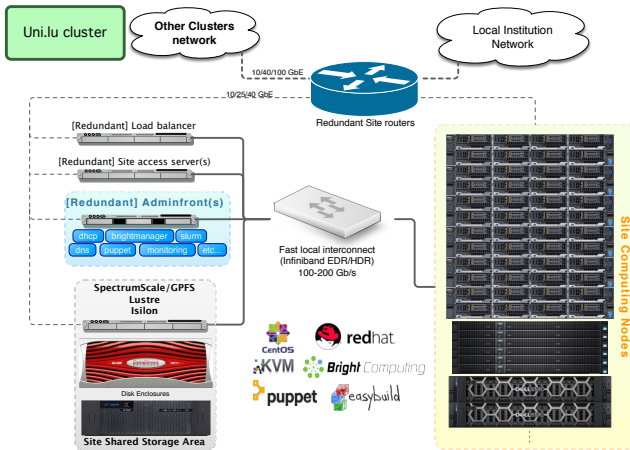 Uni.lu cluster
Other Clusters
network
Local Institution
Network
10/40/100 GbE
10/25/40 GbE
Redundant Site routers
[Redundant] Load balancer
[Redundant] Site access server(s)
[Redundant] Adminfront(s)
dhcp
brightmanager
slurm
dns
puppet
monitoring
etc...
Fast local interconnect
(Infiniband EDR/HDR)
100-200 Gb/s
SpectrumScale/GPFS
Lustre
Isilon
Disk Enclosures
Site Shared Storage Area
CentOS
redhat.
KVM
Bright Computing
puppet
easybuild
Site Computing Nodes